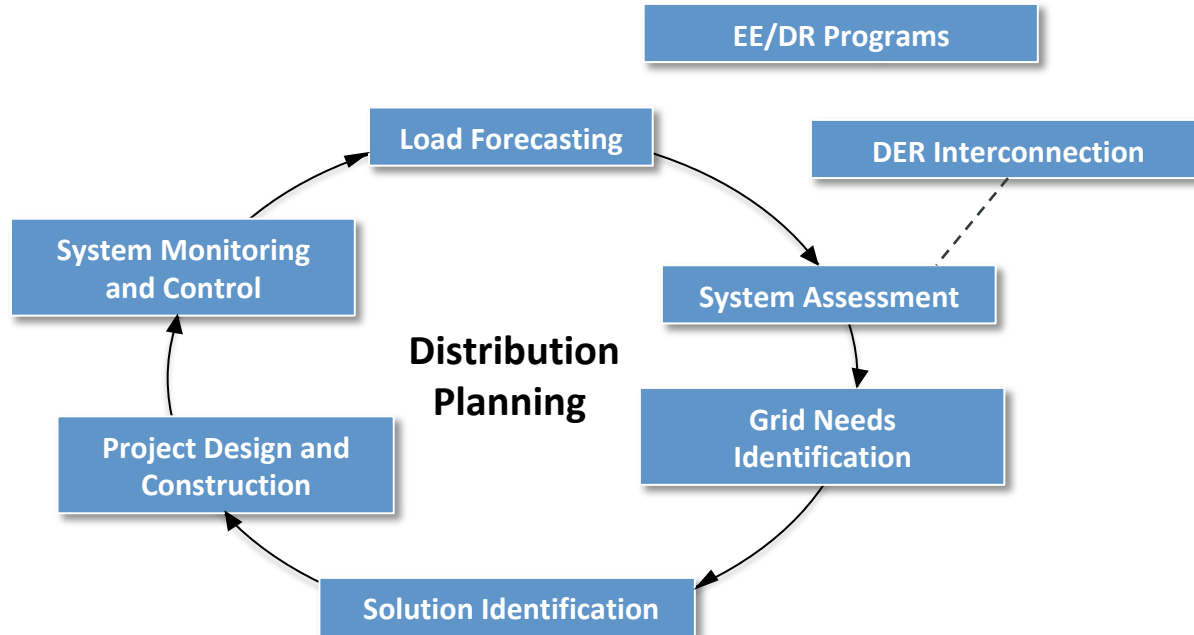 EE/DR Programs
Load Forecasting
DER Interconnection
System Monitoring
and Control
System Assessment
Distribution
Planning
Grid Needs
Identification
Project Design and
Construction
Solution Identification